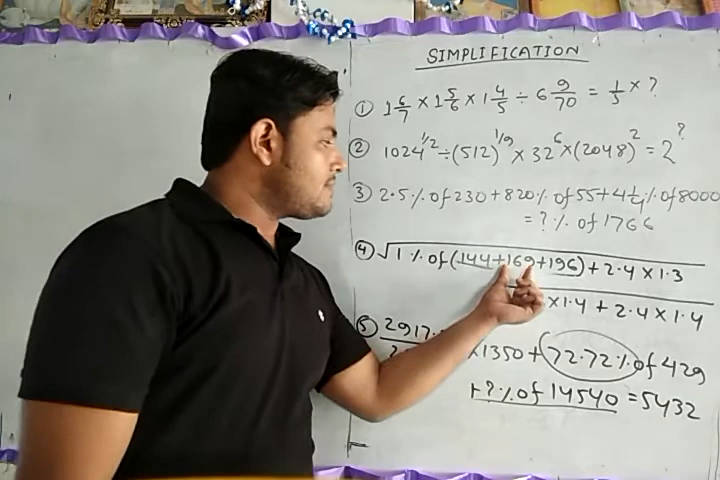 SIMPLIFICATION
① 1 6/7 × 1 5/6 × 1 4/5 ÷ 6 9/70 = 1/5 × ?
② 1024^1/2 ÷ (512)^1/9 × 32^6 × (2048)^2 = 2^?
③ 2.5% of 230 + 820% of 55 + 4 1/4% of 8000
= ?% of 1766
④ √1% of (144+169+196) + 2.4 × 1.3
×1.4 + 2.4 × 1.4
⑤ 2917. ×1350 + 72.72% of 429
+?% of 14540 = 5432